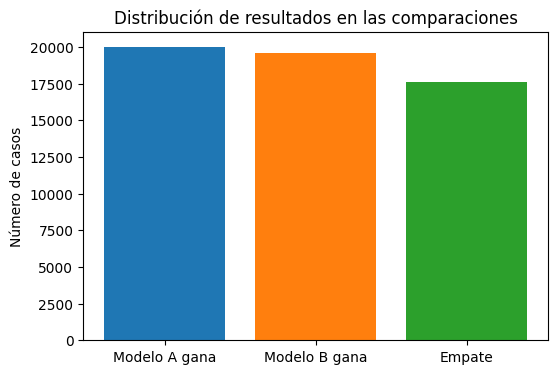 Distribución de resultados en las comparaciones
Número de casos
20000
17500
15000
12500
10000
7500
5000
2500
0
Modelo A gana
Modelo B gana
Empate